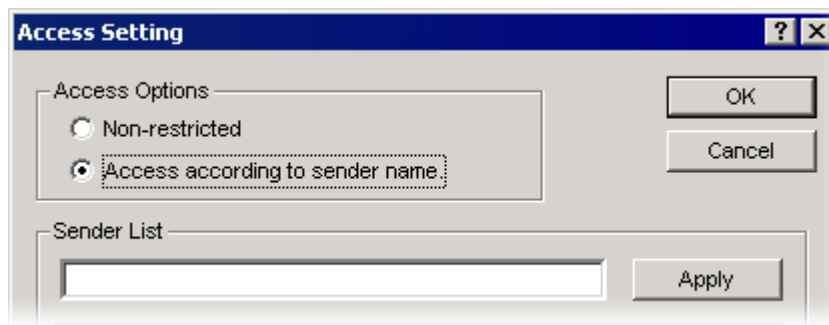 Access Setting
Access Options
OK
Non-restricted
Cancel
Access according to sender name.
Sender List
Apply